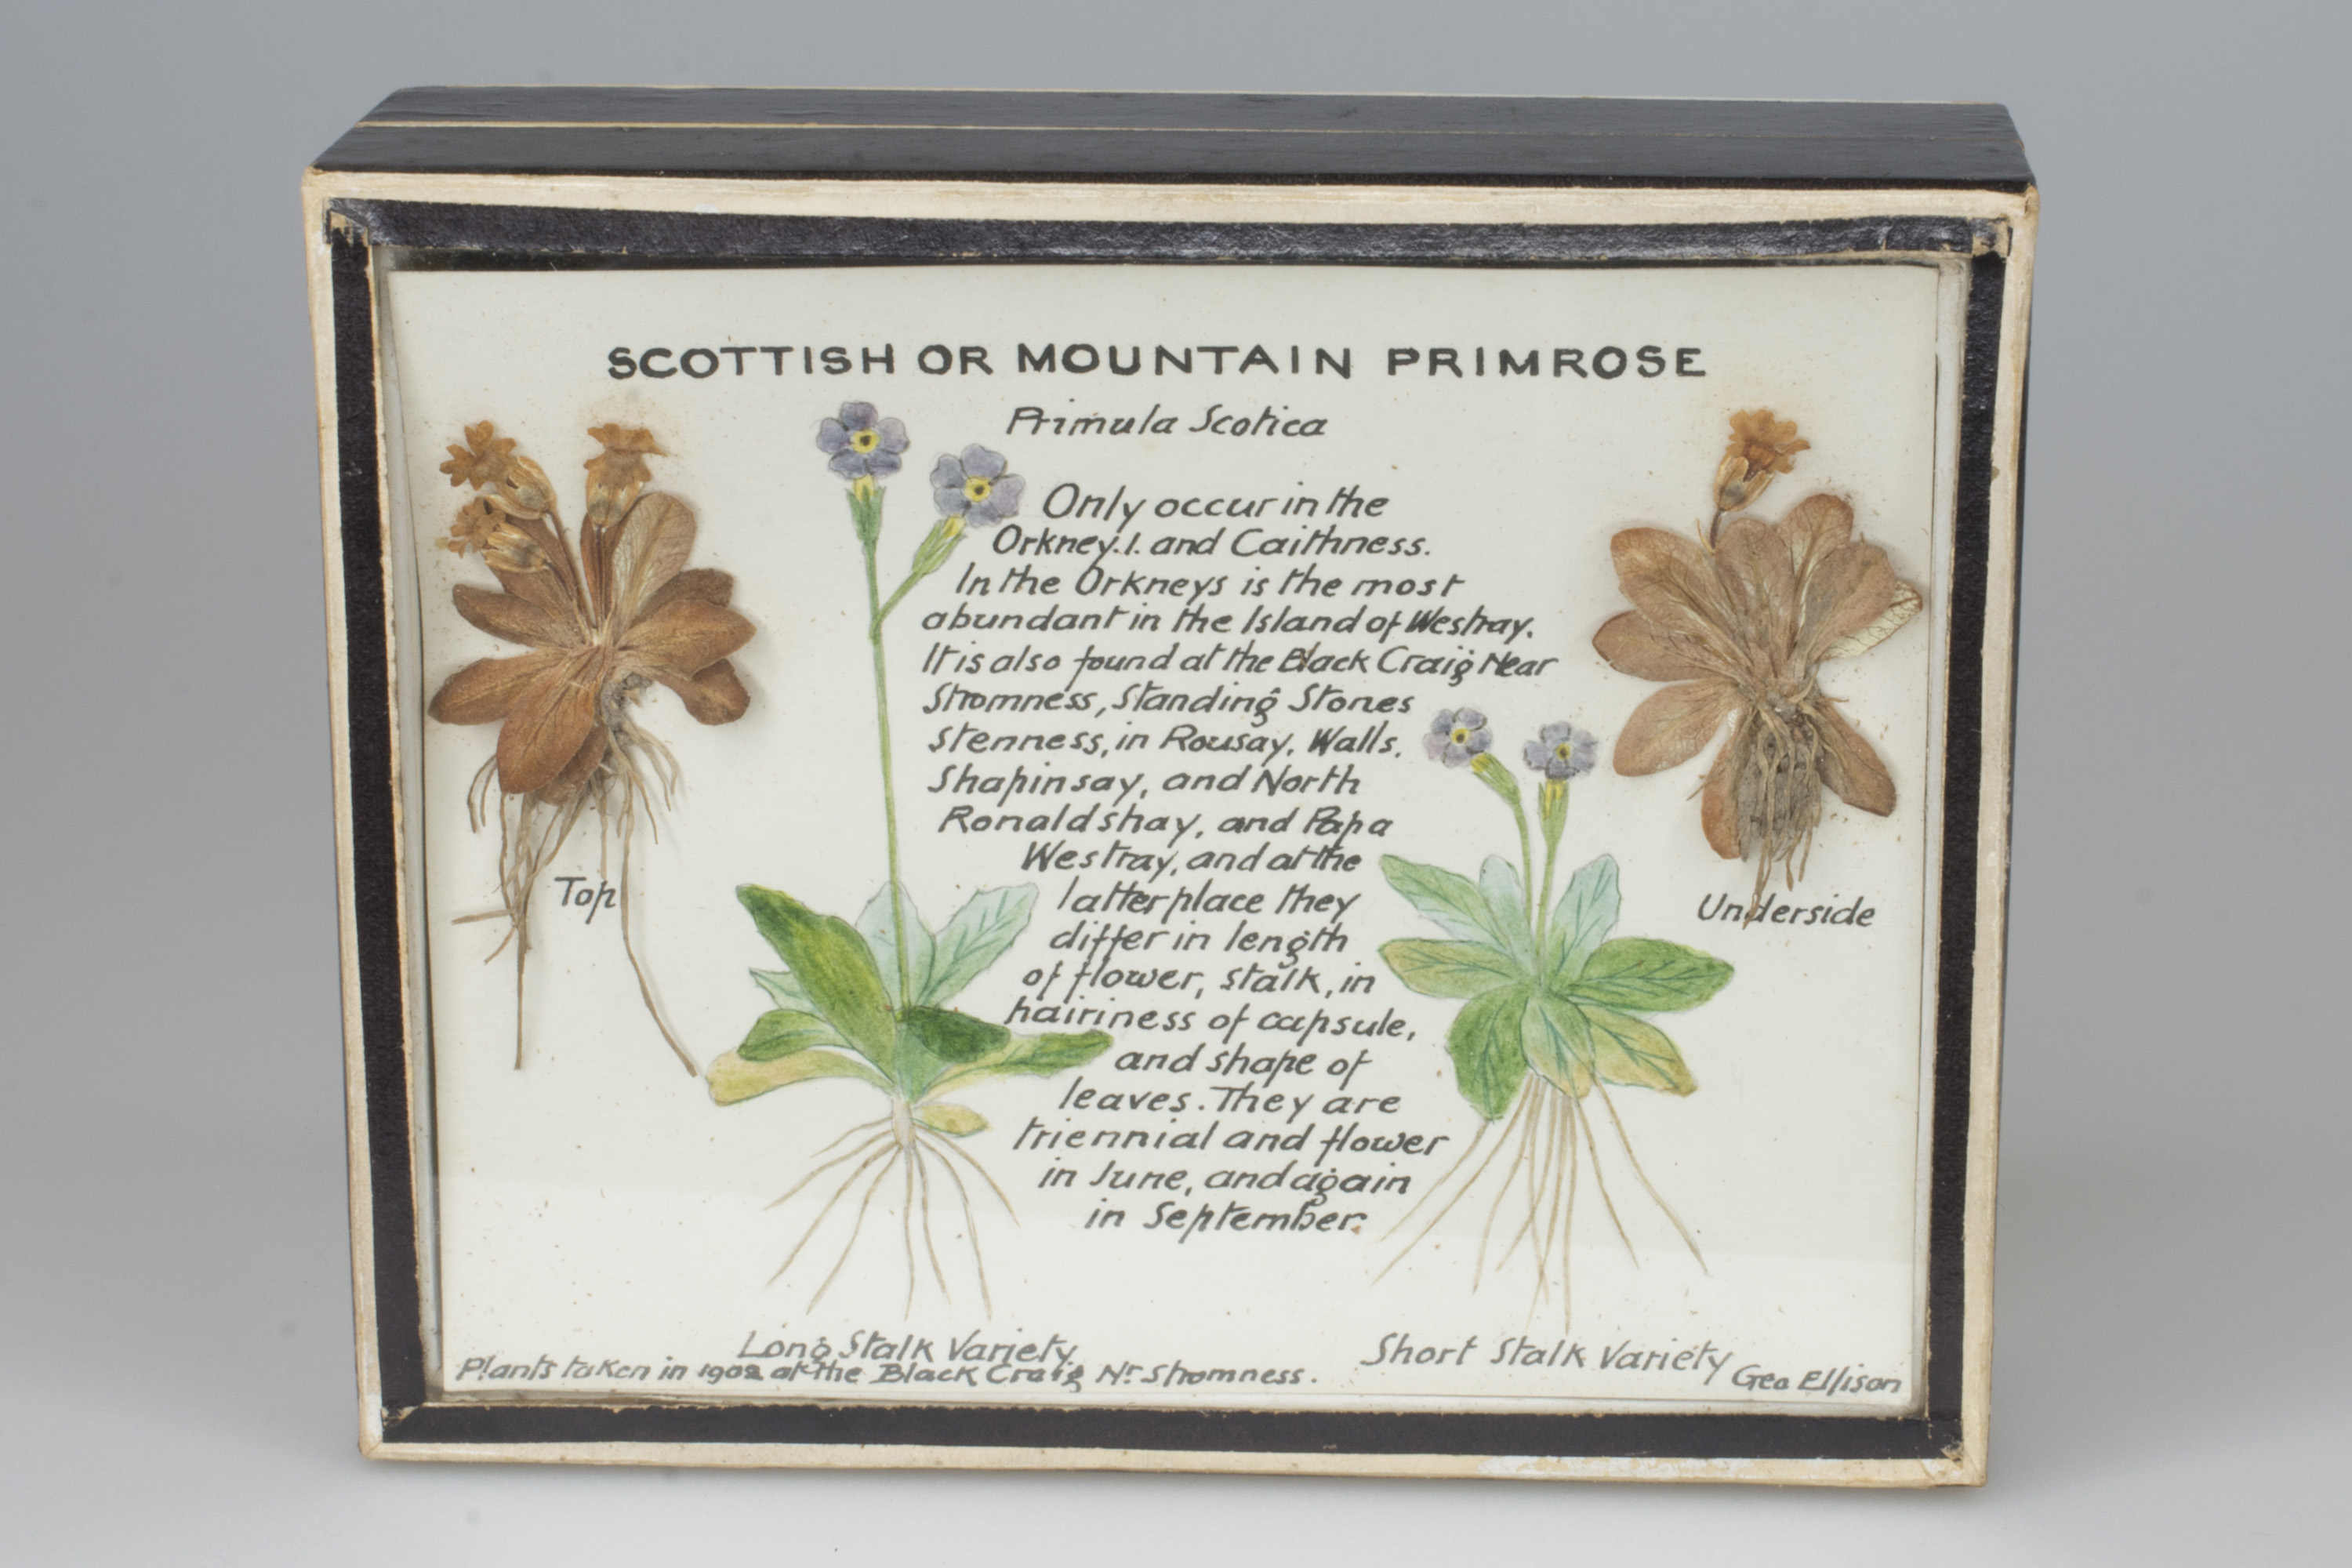 SCOTTISH OR MOUNTAIN PRIMROSE
Primula Scotica
Only occur in the
Orkney. I. and Caithness.
In the Orkneys is the most
abundant in the Island of Westray.
It is also found at the Black Craig Near
Stromness, Standing Stones
Stenness, in Rousay, Walls,
Shapinsay, and North
Ronaldshay, and Papa
Westray, and at the
latter place they
differ in length
of flower, stalk, in
hairiness of capsule,
and shape of
leaves. They are
triennial and flower
in June, and again
in September.
Top
Underside
Long Stalk Variety
Short Stalk Variety
Plants taken in 1902 at the Black Craig Nr Stromness.
Geo Ellison